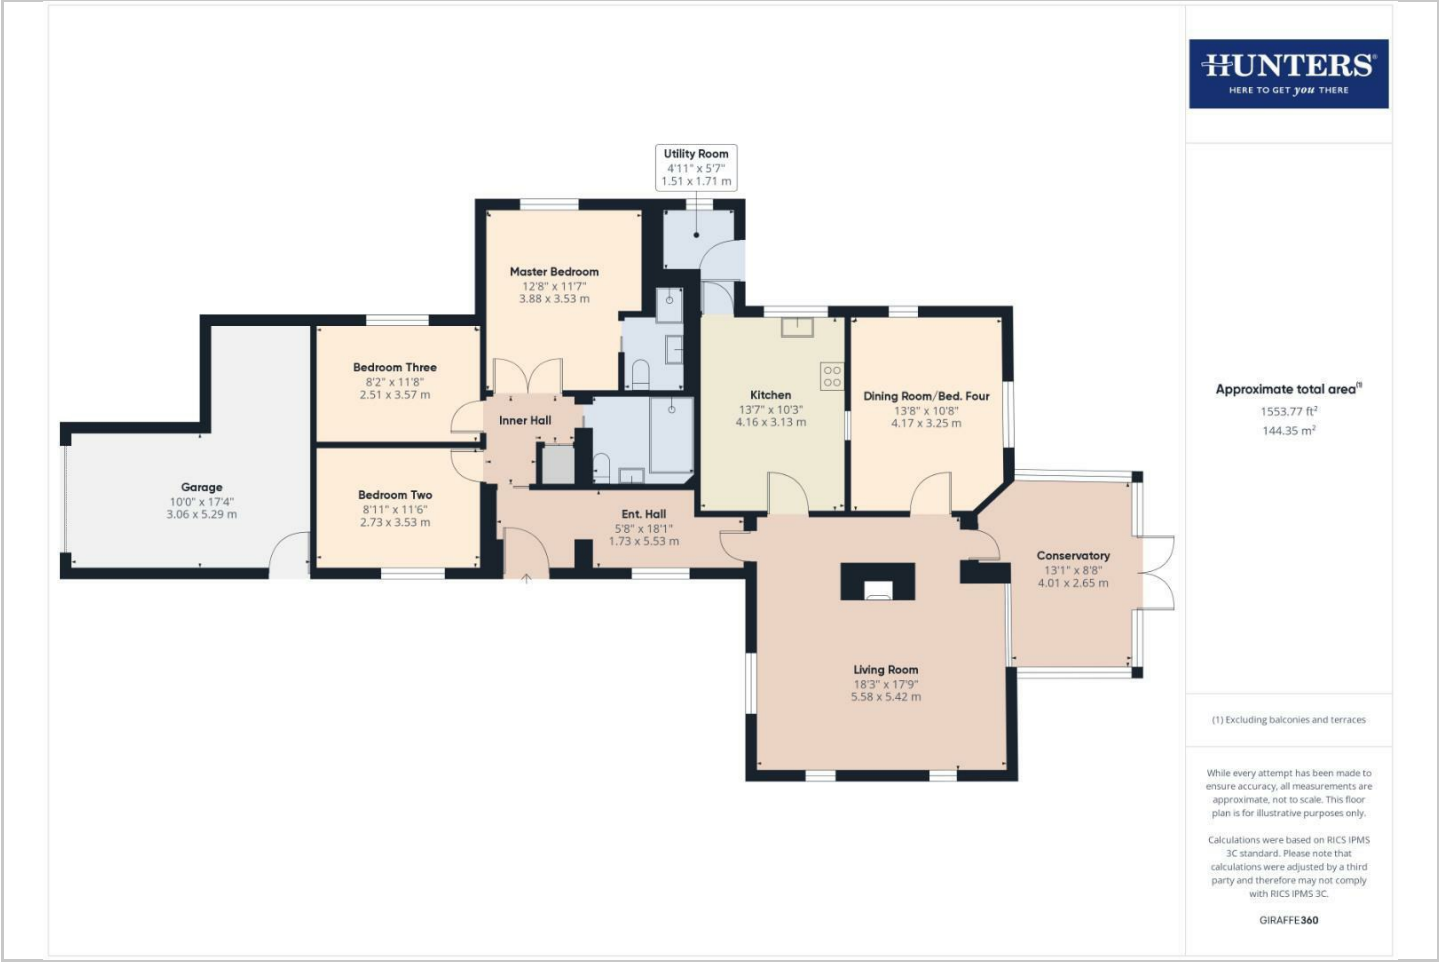 HUNTERS®
HERE TO GET you THERE
Utility Room
4'11" x 5'7"
1.51 x 1.71 m
Master Bedroom
12'8" x 11'7"
3.88 x 3.53 m
Bedroom Three
8'2" x 11'8"
2.51 x 3.57 m
Inner Hall
Kitchen
13'7" x 10'3"
4.16 x 3.13 m
Dining Room/Bed. Four
13'8" x 10'8"
4.17 x 3.25 m
Approximate total area(1)
1553.77 ft²
144.35 m²
Garage
10'0" x 17'4"
3.06 x 5.29 m
Bedroom Two
8'11" x 11'6"
2.73 x 3.53 m
Ent. Hall
5'8" x 18'1"
1.73 x 5.53 m
Conservatory
13'1" x 8'8"
4.01 x 2.65 m
Living Room
18'3" x 17'9"
5.58 x 5.42 m
(1) Excluding balconies and terraces
While every attempt has been made to
ensure accuracy, all measurements are
approximate, not to scale. This floor
plan is for illustrative purposes only.
Calculations were based on RICS IPMS
3C standard. Please note that
calculations were adjusted by a third
party and therefore may not comply
with RICS IPMS 3C.
GIRAFFE360